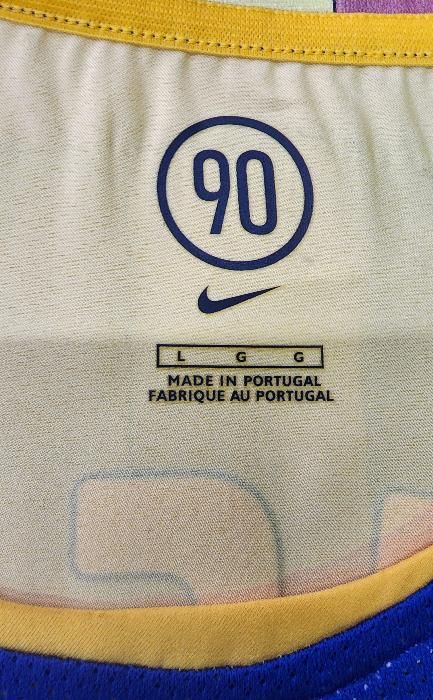 90
L G G
MADE IN PORTUGAL
FABRIQUE AU PORTUGAL